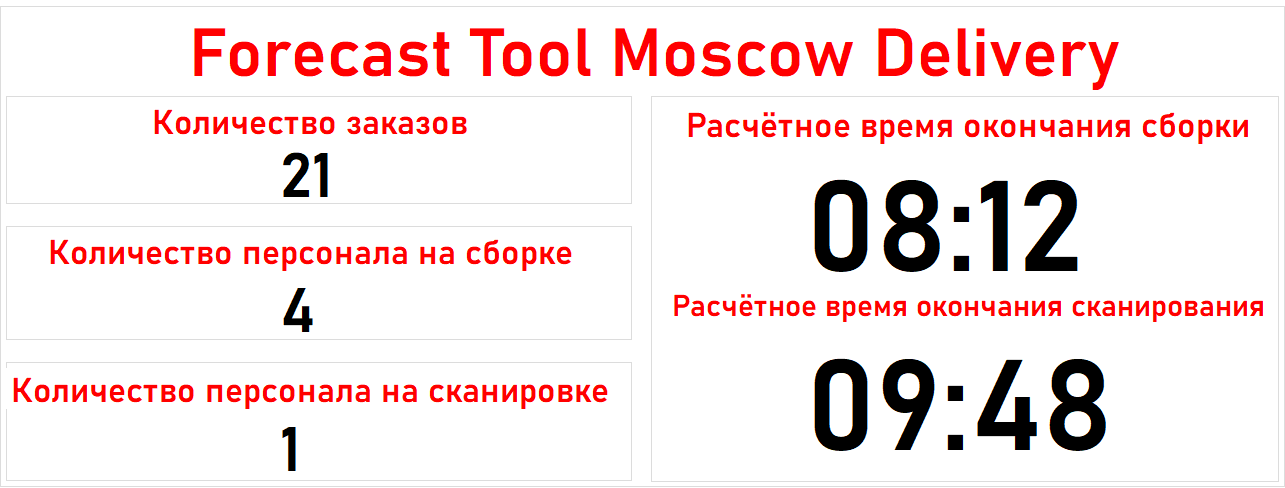 Forecast Tool Moscow Delivery
Количество заказов
21
Количество персонала на сборке
4
Количество персонала на сканировке
1
Расчётное время окончания сборки
08:12
Расчётное время окончания сканирования
09:48